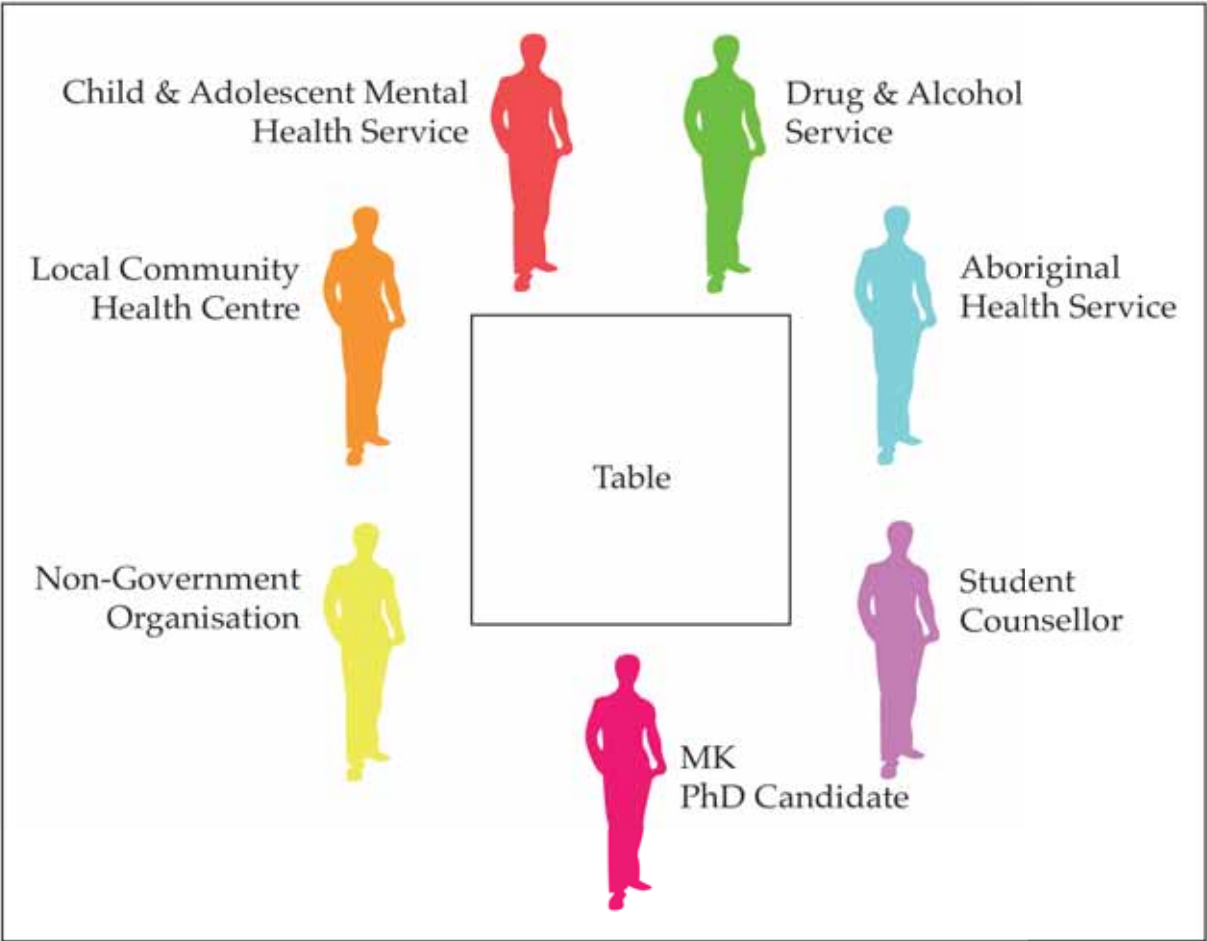 Child & Adolescent Mental
Health Service
Drug & Alcohol
Service
Local Community
Health Centre
Aboriginal
Health Service
Table
Non-Government
Organisation
Student
Counsellor
MK
PhD Candidate